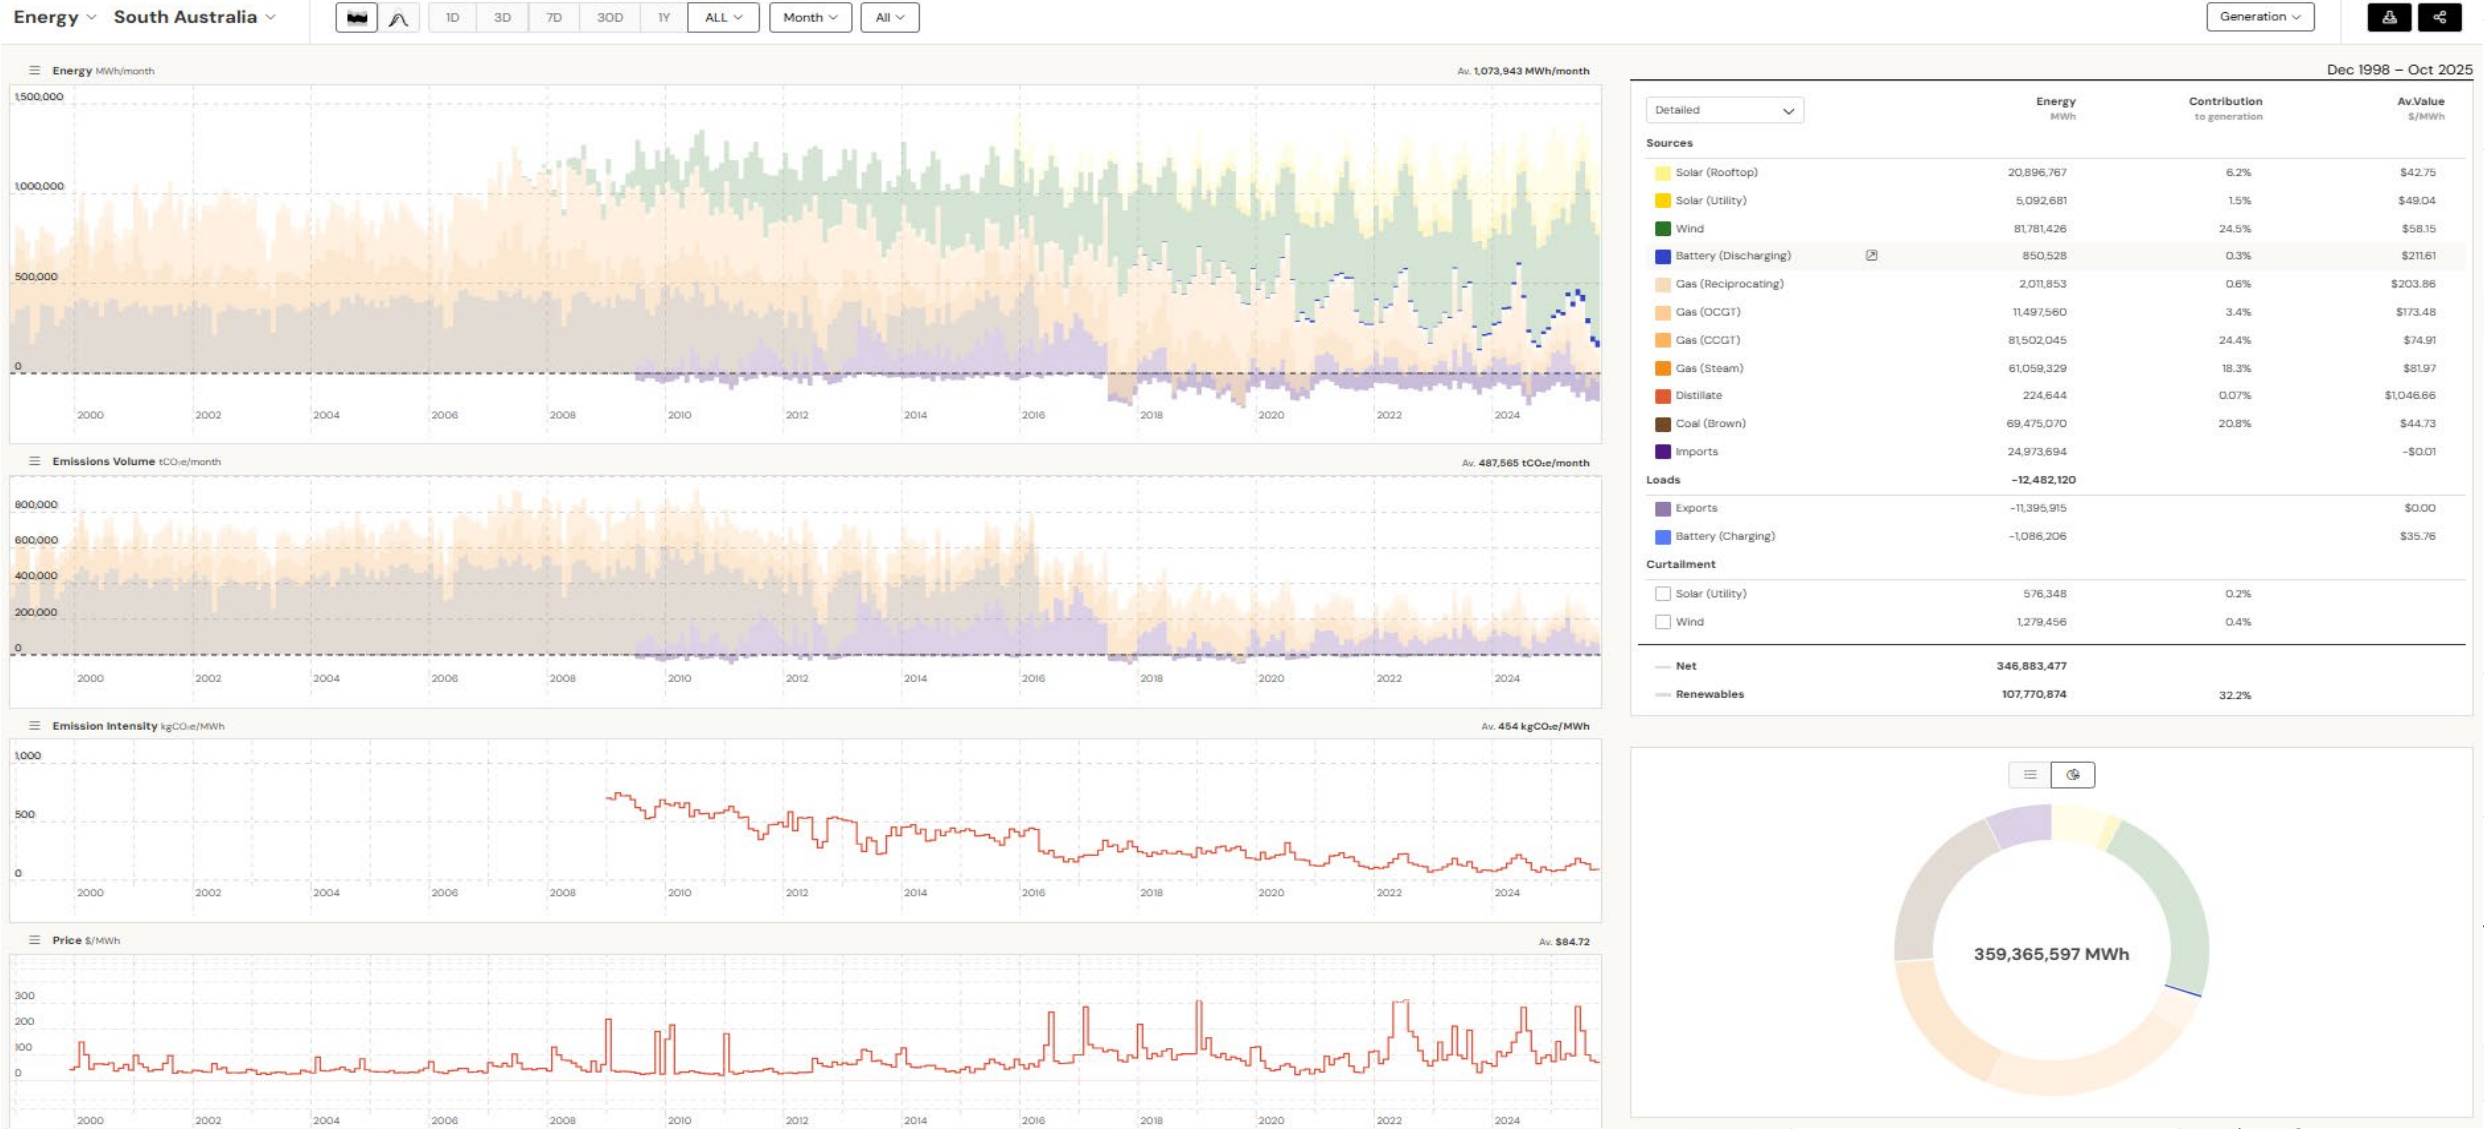 Energy South Australia 1D 3D 7D 30D 1Y ALL Month All Generation
Energy MWh/month Av. 1,073,943 MWh/month
1,500,000
1,000,000
500,000
0
2000 2002 2004 2006 2008 2010 2012 2014 2016 2018 2020 2022 2024
Emissions Volume tCO₂e/month Av. 487,565 tCO₂e/month
800,000
600,000
400,000
200,000
0
2000 2002 2004 2006 2008 2010 2012 2014 2016 2018 2020 2022 2024
Emission Intensity kgCO₂e/MWh Av. 454 kgCO₂e/MWh
1,000
500
0
2000 2002 2004 2006 2008 2010 2012 2014 2016 2018 2020 2022 2024
Price $/MWh Av. $84.72
300
200
100
0
2000 2002 2004 2006 2008 2010 2012 2014 2016 2018 2020 2022 2024
Dec 1998 – Oct 2025
Detailed Energy Contribution Av.Value
MWh to generation $/MWh
Sources
Solar (Rooftop) 20,896,767 6.2% $42.75
Solar (Utility) 5,092,681 1.5% $49.04
Wind 81,781,426 24.5% $58.15
Battery (Discharging) 850,528 0.3% $211.61
Gas (Reciprocating) 2,011,853 0.6% $203.86
Gas (OCGT) 11,497,560 3.4% $173.48
Gas (CCGT) 81,502,045 24.4% $74.91
Gas (Steam) 61,059,329 18.3% $81.97
Distillate 224,644 0.07% $1,046.66
Coal (Brown) 69,475,070 20.8% $44.73
Imports 24,973,694 -$0.01
Loads -12,482,120
Exports -11,395,915 $0.00
Battery (Charging) -1,086,206 $35.76
Curtailment
Solar (Utility) 576,348 0.2%
Wind 1,279,456 0.4%
Net 346,883,477
Renewables 107,770,874 32.2%
359,365,597 MWh